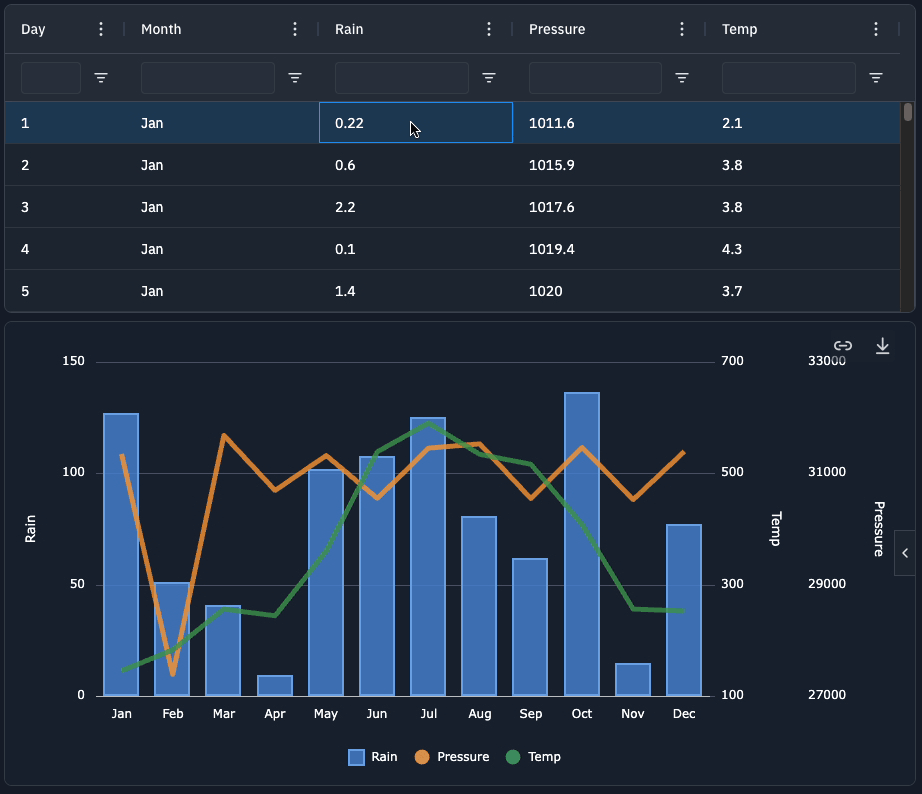 Day Month Rain Pressure Temp
1 Jan 0.22 1011.6 2.1
2 Jan 0.6 1015.9 3.8
3 Jan 2.2 1017.6 3.8
4 Jan 0.1 1019.4 4.3
5 Jan 1.4 1020 3.7
150 700 33000
100 500 31000
Rain Temp Pressure
50 300 29000
0 100 27000
Jan Feb Mar Apr May Jun Jul Aug Sep Oct Nov Dec
Rain Pressure Temp